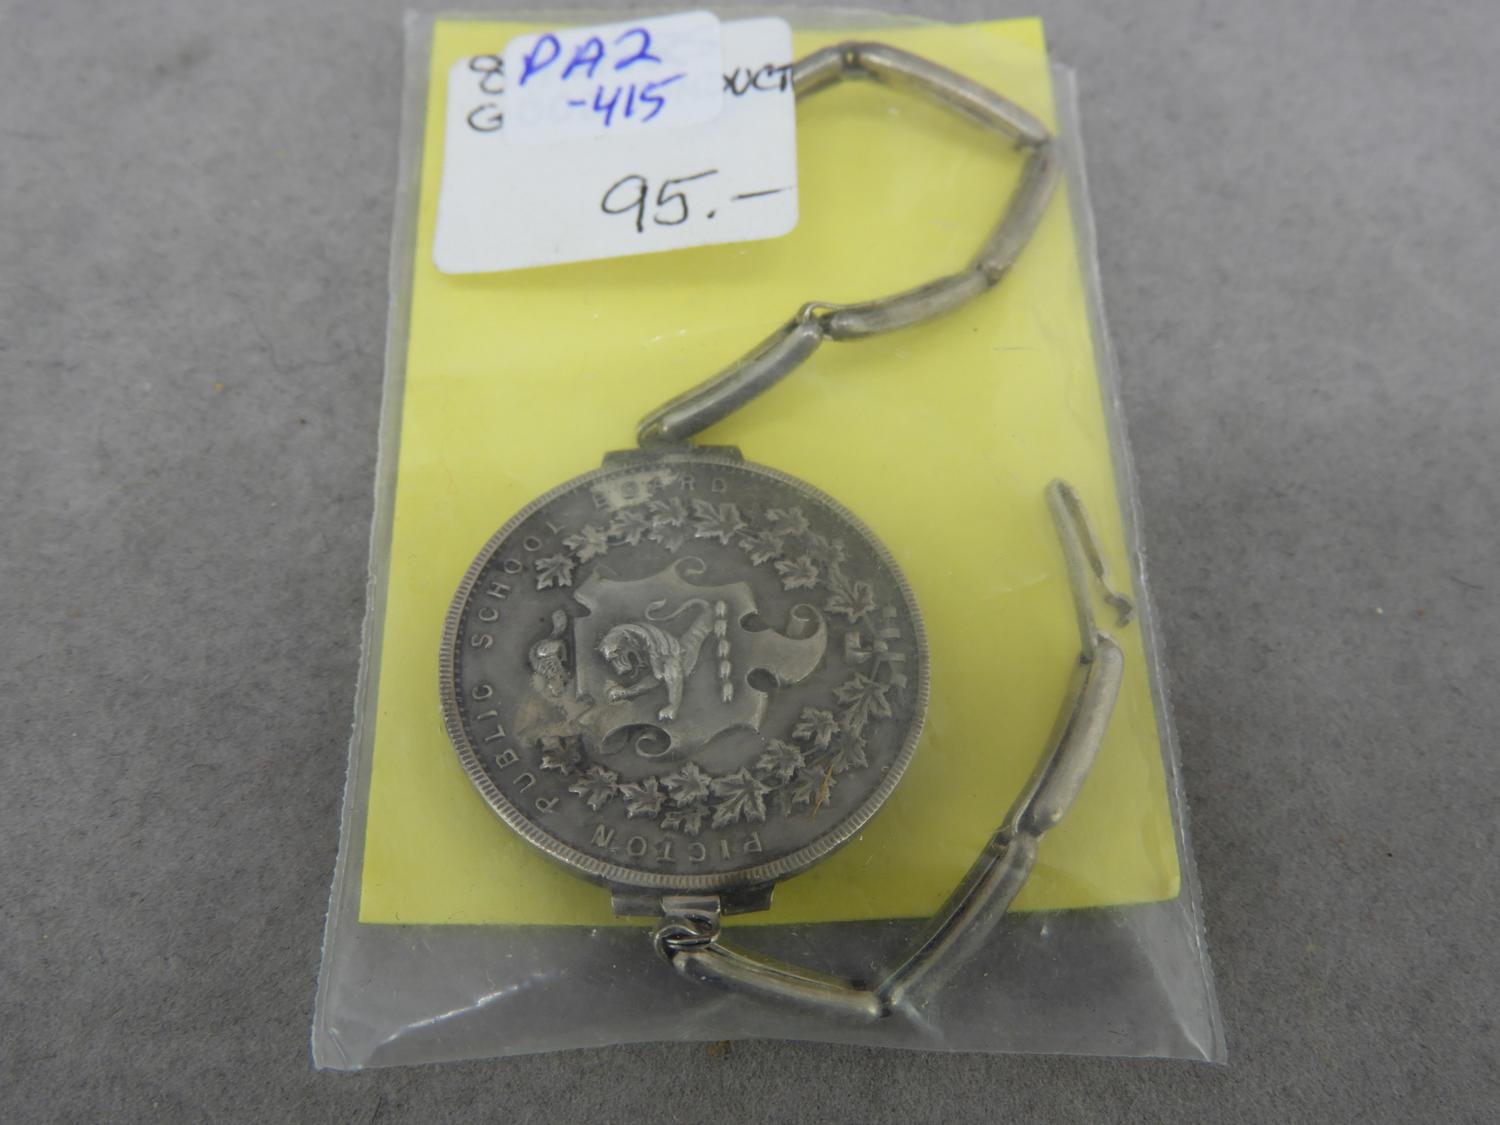 PA2
-415
95.-
PICTON PUBLIC SCHOOL BOARD